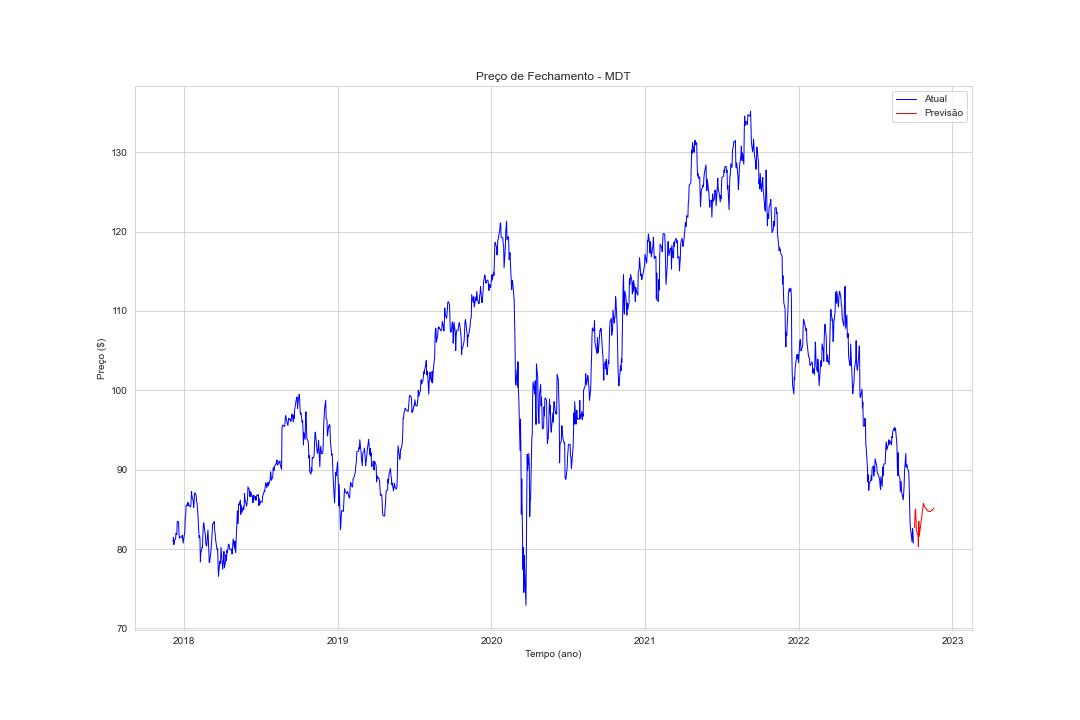 Preço de Fechamento - MDT
Atual
Previsão
Preço ($)
130
120
110
100
90
80
70
2018 2019 2020 2021 2022 2023
Tempo (ano)